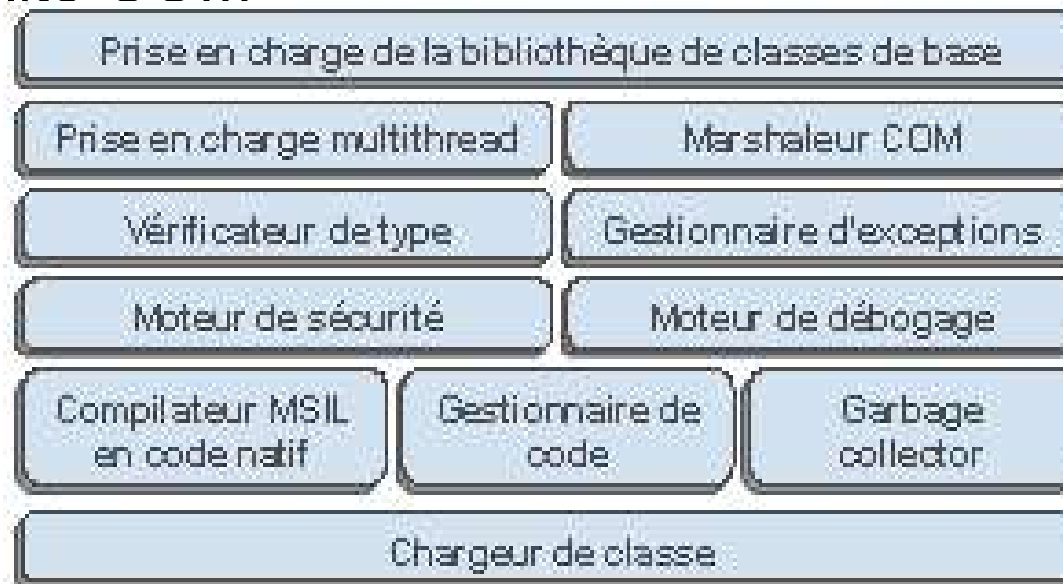 Prise en charge de la bibliothèque de classes de base
Prise en charge multithread
Marshaleur COM
Vérificateur de type
Gestionnaire d'exceptions
Moteur de sécurité
Moteur de débogage
Compilateur MSIL
en code natif
Gestionnaire de
code
Garbage
collector
Chargeur de classe